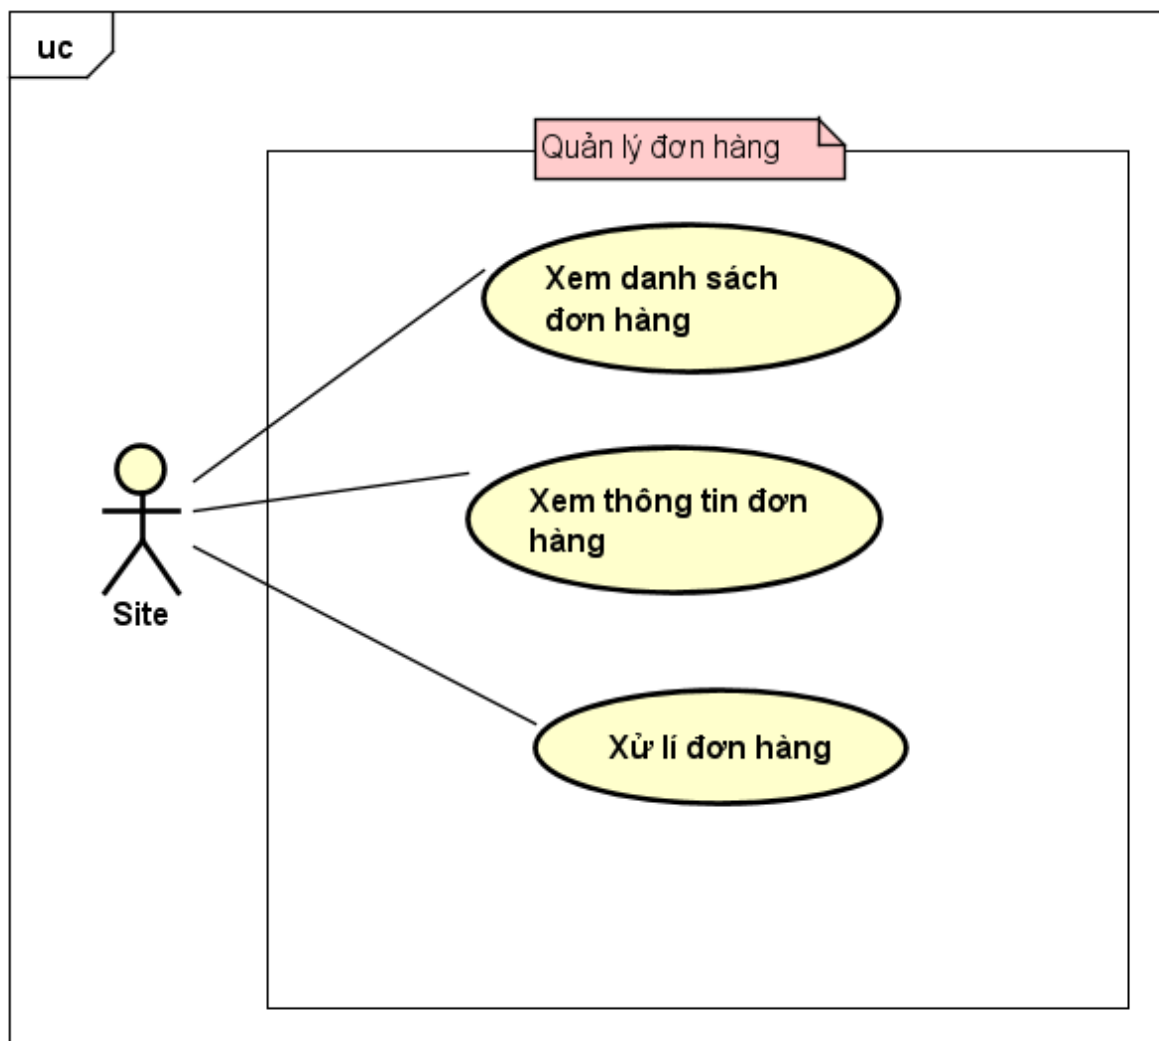 uc
Quản lý đơn hàng
Xem danh sách
đơn hàng
Xem thông tin đơn
hàng
Site
Xử lí đơn hàng